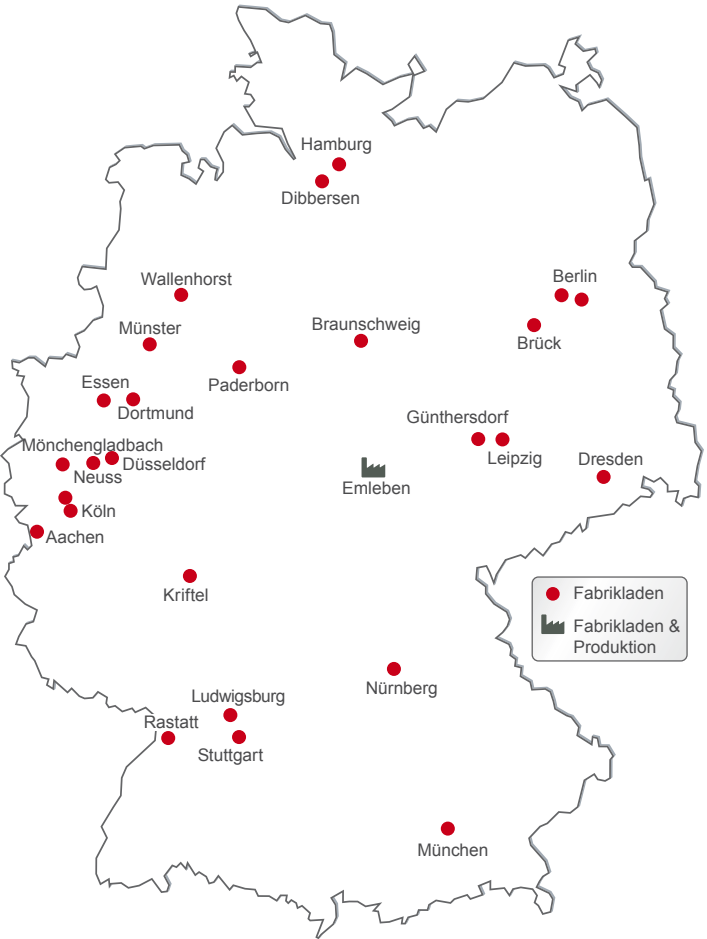 Hamburg
Dibbersen
Wallenhorst
Berlin
Münster
Braunschweig
Brück
Essen
Paderborn
Dortmund
Günthersdorf
Mönchengladbach
Leipzig
Düsseldorf
Dresden
Neuss
Emleben
Köln
Aachen
Kriftel
Fabrikladen
Fabrikladen &
Produktion
Nürnberg
Ludwigsburg
Rastatt
Stuttgart
München